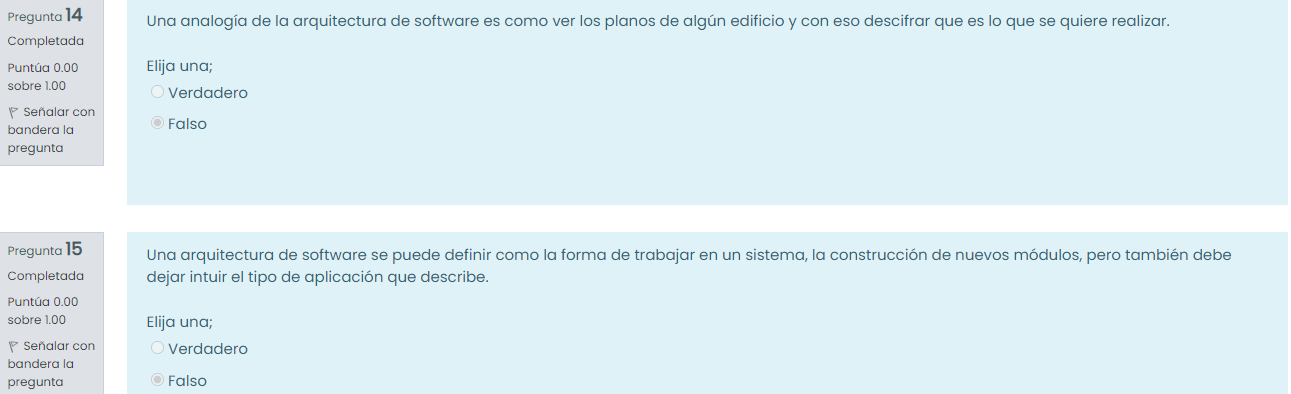 Pregunta 14
Completada
Puntúa 0.00
sobre 1.00
Señalar con
bandera la
pregunta
Una analogía de la arquitectura de software es como ver los planos de algún edificio y con eso descifrar que es lo que se quiere realizar.
Elija una;
Verdadero
Falso
Pregunta 15
Completada
Puntúa 0.00
sobre 1.00
Señalar con
bandera la
pregunta
Una arquitectura de software se puede definir como la forma de trabajar en un sistema, la construcción de nuevos módulos, pero también debe
dejar intuir el tipo de aplicación que describe.
Elija una;
Verdadero
Falso